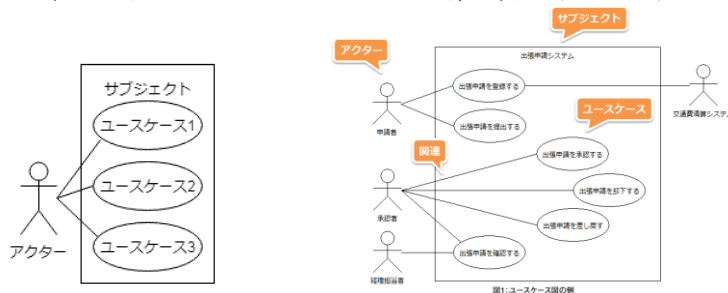 サブジェクト
ユースケース1
ユースケース2
ユースケース3
アクター
サブジェクト
アクター
出張申請システム
出張申請を登録する
交通費精算システム
申請者
出張申請を提出する
ユースケース
関連
出張申請を承認する
出張申請を却下する
承認者
出張申請を差し戻す
出張申請を確認する
経理担当者
図1:ユースケース図の例